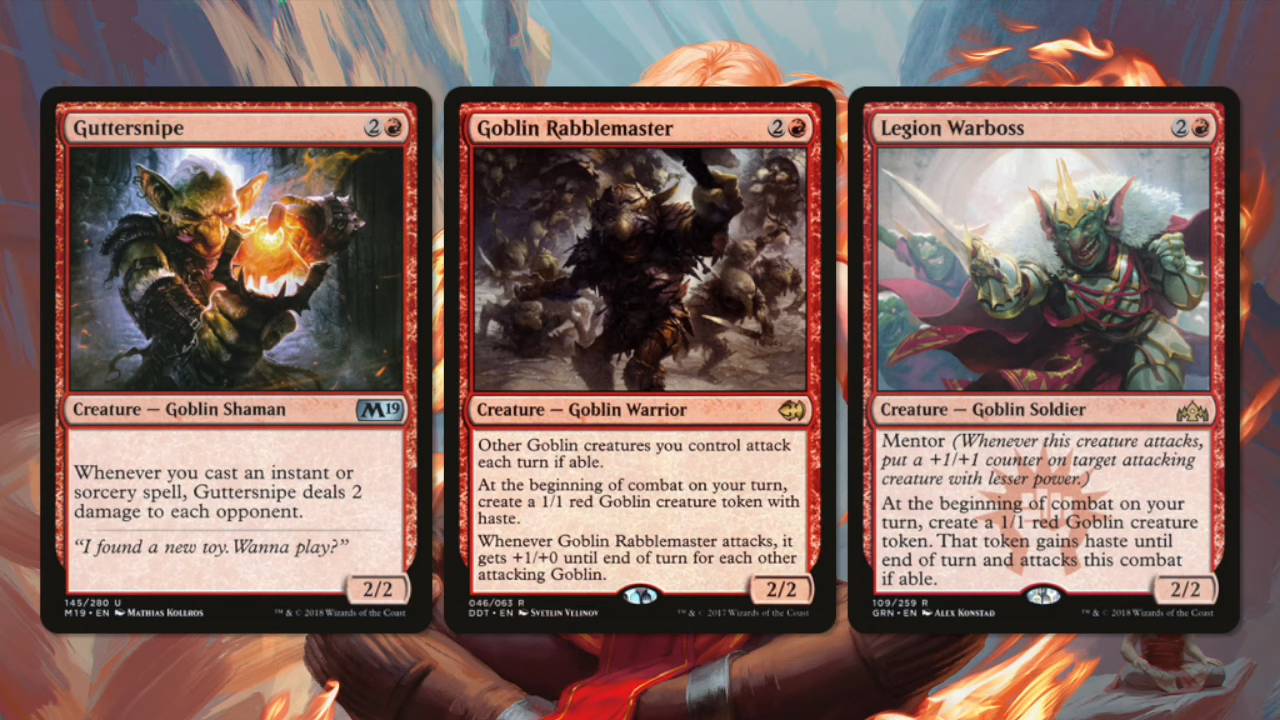 Guttersnipe
2
Creature — Goblin Shaman
M19
Whenever you cast an instant or
sorcery spell, Guttersnipe deals 2
damage to each opponent.
“I found a new toy. Wanna play?”
2/2
145/280 U
M19 • EN Mathias Kollros
™ & © 2018 Wizards of the Coast
Goblin Rabblemaster
2
Creature — Goblin Warrior
Other Goblin creatures you control attack
each turn if able.
At the beginning of combat on your turn,
create a 1/1 red Goblin creature token with
haste.
Whenever Goblin Rabblemaster attacks, it
gets +1/+0 until end of turn for each other
attacking Goblin.
2/2
046/063 R
DDT • EN Svetlin Velinov
™ & © 2017 Wizards of the Coast
Legion Warboss
2
Creature — Goblin Soldier
Mentor (Whenever this creature attacks,
put a +1/+1 counter on target attacking
creature with lesser power.)
At the beginning of combat on your
turn, create a 1/1 red Goblin creature
token. That token gains haste until
end of turn and attacks this combat
if able.
2/2
109/259 R
GRN • EN Alex Konstad
™ & © 2018 Wizards of the Coast